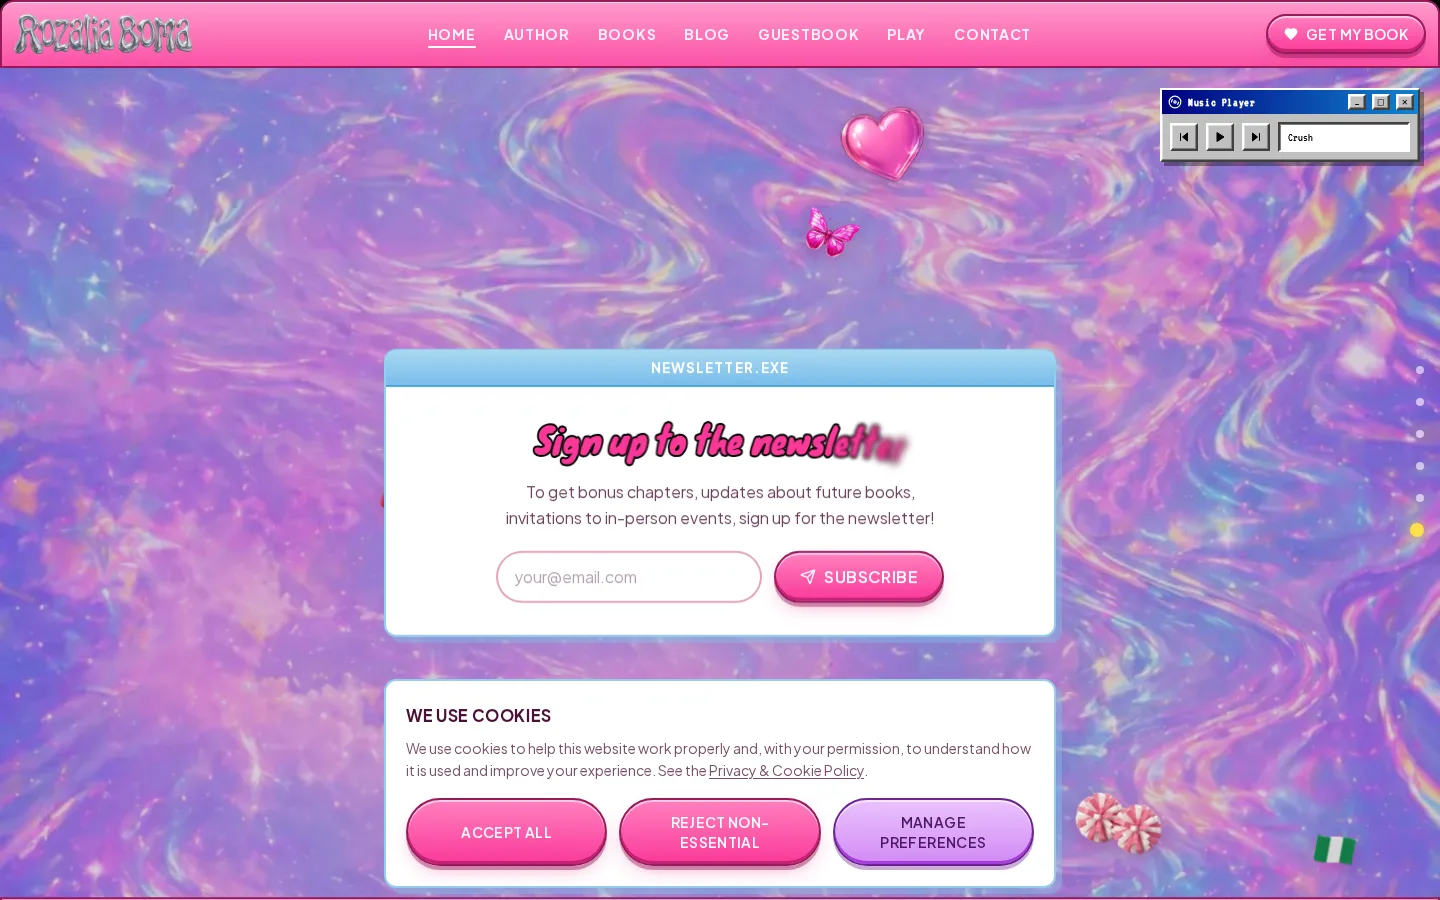 Rozalia Boma
HOME AUTHOR BOOKS BLOG GUESTBOOK PLAY CONTACT
GET MY BOOK
Music Player
Crush
NEWSLETTER.EXE
Sign up to the newsletter
To get bonus chapters, updates about future books,
invitations to in-person events, sign up for the newsletter!
your@email.com
SUBSCRIBE
WE USE COOKIES
We use cookies to help this website work properly and, with your permission, to understand how
it is used and improve your experience. See the Privacy & Cookie Policy.
ACCEPT ALL
REJECT NON-
ESSENTIAL
MANAGE
PREFERENCES